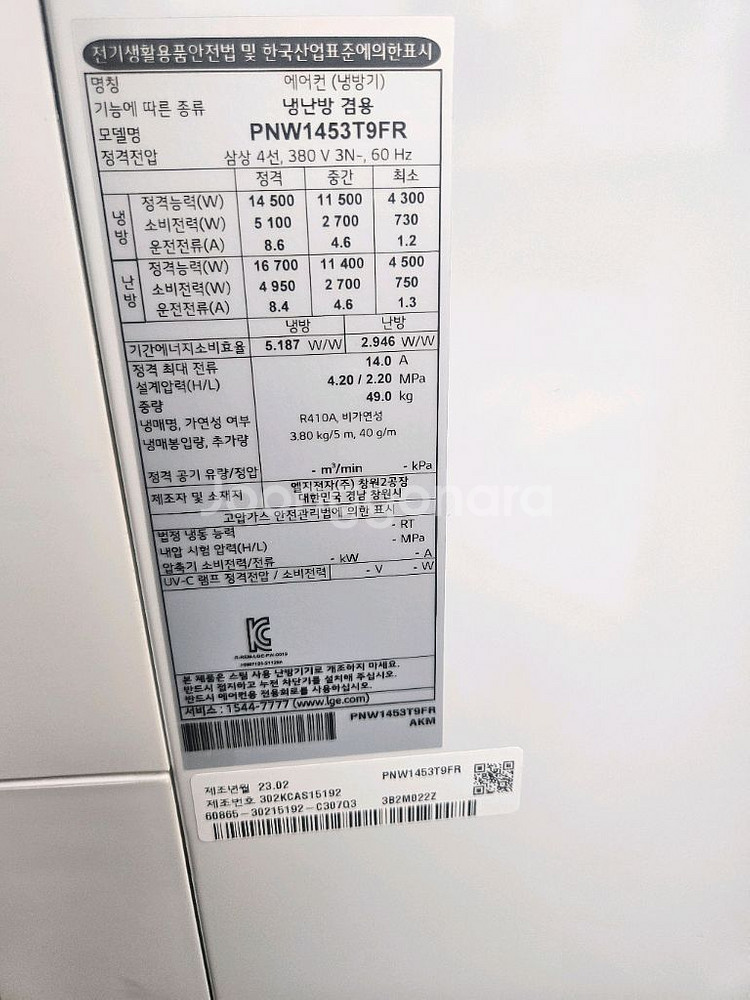 전기생활용품안전법 및 한국산업표준에의한표시
명칭 에어컨 (냉방기)
기능에 따른 종류 냉난방 겸용
모델명 PNW1453T9FR
정격전압 삼상 4선, 380 V 3N~, 60 Hz
정격 중간 최소
냉방
정격능력(W) 14 500 11 500 4 300
소비전력(W) 5 100 2 700 730
운전전류(A) 8.6 4.6 1.2
난방
정격능력(W) 16 700 11 400 4 500
소비전력(W) 4 950 2 700 750
운전전류(A) 8.4 4.6 1.3
냉방 난방
기간에너지소비효율 5.187 W/W 2.946 W/W
정격 최대 전류 14.0 A
설계압력(H/L) 4.20 / 2.20 MPa
중량 49.0 kg
냉매명, 가연성 여부 R410A, 비가연성
냉매봉입량, 추가량 3.80 kg/5 m, 40 g/m
정격 공기 유량/정압 - m³/min - kPa
제조자 및 소재지 엘지전자(주) 창원2공장
대한민국 경남 창원시
고압가스 안전관리법에 의한 표시
법정 냉동 능력 - RT
내압 시험 압력(H/L) - MPa
압축기 소비전력/전류 - kW - A
UV-C 램프 정격전압 / 소비전력 - V - W
본 제품은 스팀 사용 난방기기로 개조하지 마세요.
반드시 접지하고 누전 차단기를 설치해 주십시오.
반드시 에어컨용 전용회로를 사용하십시오.
서비스 : 1544-7777 (www.lge.com)
PNW1453T9FR
AKM
제조년월 23.02 PNW1453T9FR
제조번호 302KCAS15192
60865-30215192-C307Q3 3B2M022Z
joonggonara